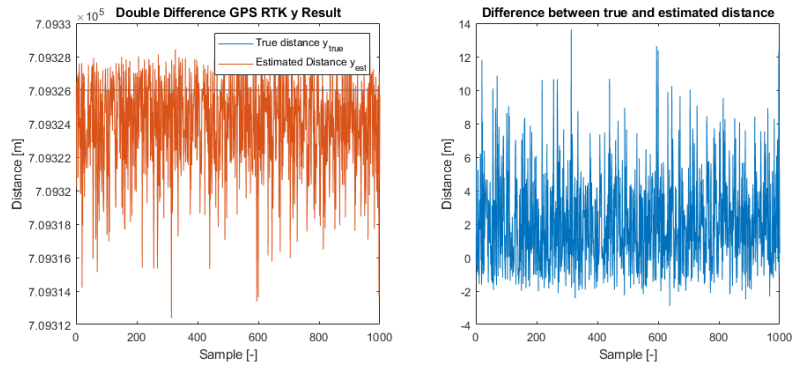 Double Difference GPS RTK y Result
×10^5
7.0933
7.09328
7.09326
7.09324
7.09322
7.0932
7.09318
7.09316
7.09314
7.09312
Distance [m]
True distance y_true
Estimated Distance y_est
0 200 400 600 800 1000
Sample [-]
Difference between true and estimated distance
14
12
10
8
6
4
2
0
-2
-4
Distance [m]
0 200 400 600 800 1000
Sample [-]